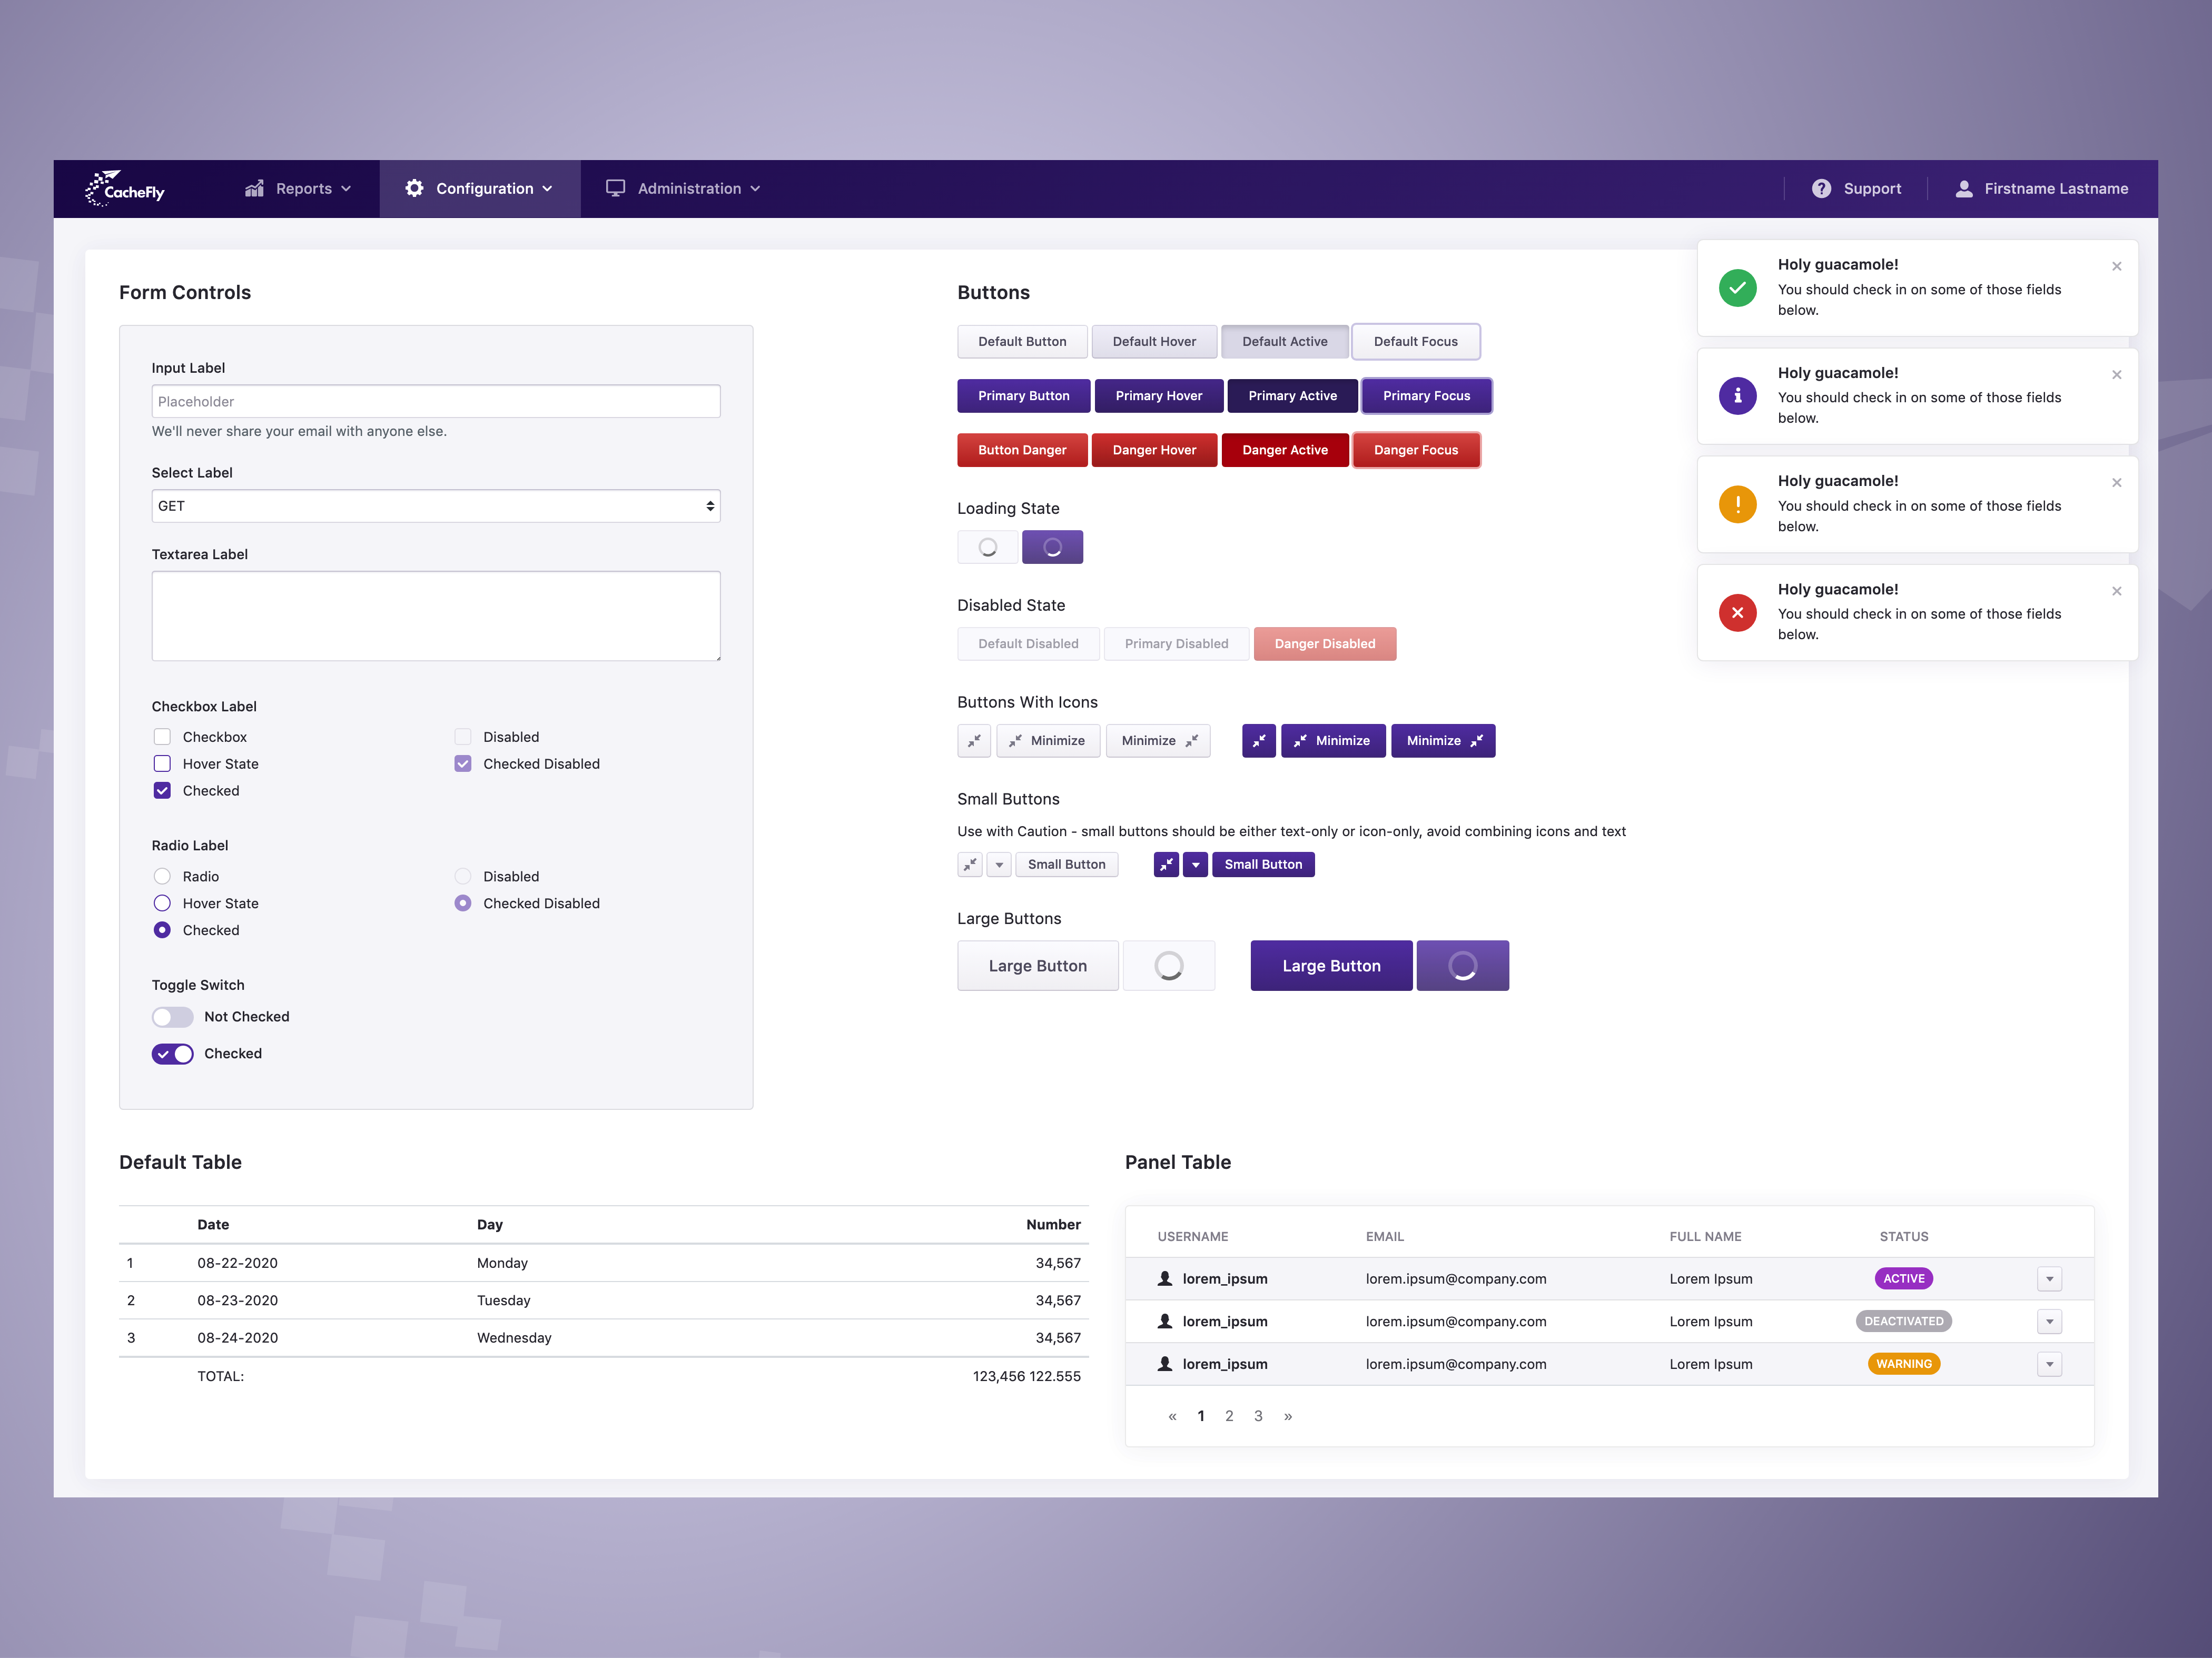 CacheFly
Reports
Configuration
Administration
Support
Firstname Lastname
Form Controls
Input Label
Placeholder
We'll never share your email with anyone else.
Select Label
GET
Textarea Label
Checkbox Label
Checkbox
Disabled
Hover State
Checked Disabled
Checked
Radio Label
Radio
Disabled
Hover State
Checked Disabled
Checked
Toggle Switch
Not Checked
Checked
Buttons
Default Button Default Hover Default Active Default Focus
Primary Button Primary Hover Primary Active Primary Focus
Button Danger Danger Hover Danger Active Danger Focus
Loading State
Disabled State
Default Disabled Primary Disabled Danger Disabled
Buttons With Icons
Minimize Minimize Minimize Minimize
Small Buttons
Use with Caution - small buttons should be either text-only or icon-only, avoid combining icons and text
Small Button Small Button
Large Buttons
Large Button Large Button
Holy guacamole!
You should check in on some of those fields
below.
Holy guacamole!
You should check in on some of those fields
below.
Holy guacamole!
You should check in on some of those fields
below.
Holy guacamole!
You should check in on some of those fields
below.
Default Table
Date Day Number
1 08-22-2020 Monday 34,567
2 08-23-2020 Tuesday 34,567
3 08-24-2020 Wednesday 34,567
TOTAL: 123,456 122.555
Panel Table
USERNAME EMAIL FULL NAME STATUS
lorem_ipsum lorem.ipsum@company.com Lorem Ipsum ACTIVE
lorem_ipsum lorem.ipsum@company.com Lorem Ipsum DEACTIVATED
lorem_ipsum lorem.ipsum@company.com Lorem Ipsum WARNING
« 1 2 3 »